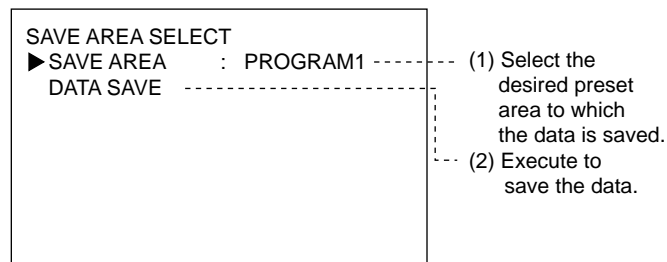 SAVE AREA SELECT
▶SAVE AREA : PROGRAM1
DATA SAVE
(1) Select the
desired preset
area to which
the data is saved.
(2) Execute to
save the data.